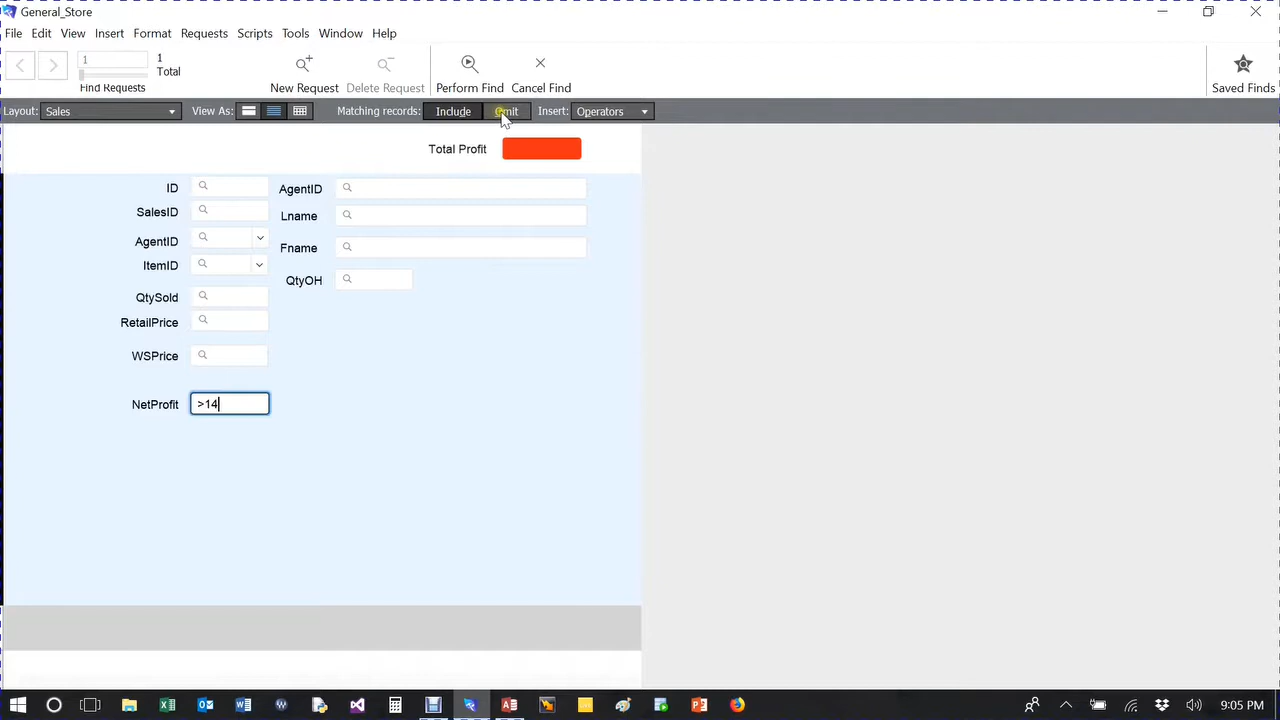 General_Store
File Edit View Insert Format Requests Scripts Tools Window Help
1
1
Total
Find Requests
New Request
Delete Request
Perform Find
Cancel Find
Saved Finds
Layout: Sales View As: Matching records: Include Omit Insert: Operators
Total Profit
ID
AgentID
SalesID
Lname
AgentID
Fname
ItemID
QtyOH
QtySold
RetailPrice
WSPrice
NetProfit >14
9:05 PM